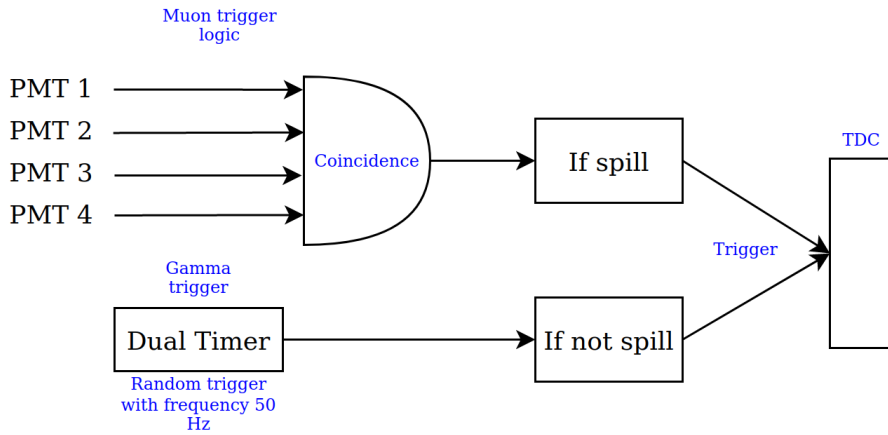 Muon trigger
logic
PMT 1
PMT 2
PMT 3
PMT 4
Coincidence
If spill
TDC
Trigger
Gamma
trigger
Dual Timer
If not spill
Random trigger
with frequency 50
Hz